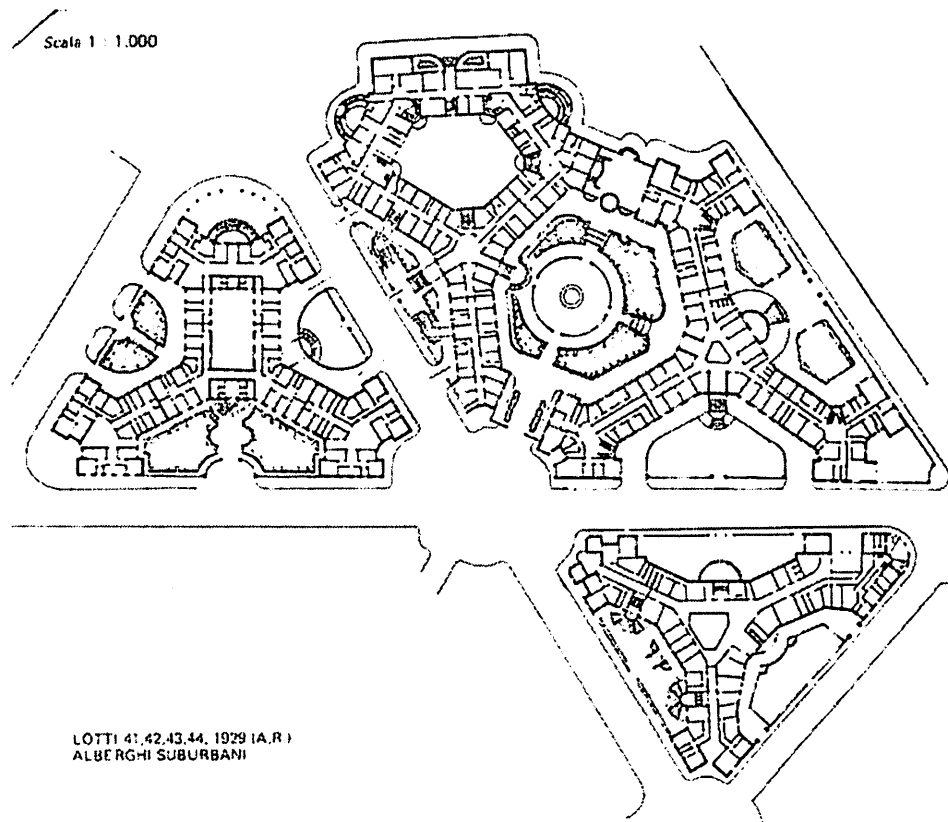 Scala 1 : 1.000
LOTTI 41,42,43,44, 1929 (A.R.)
ALBERGHI SUBURBANI